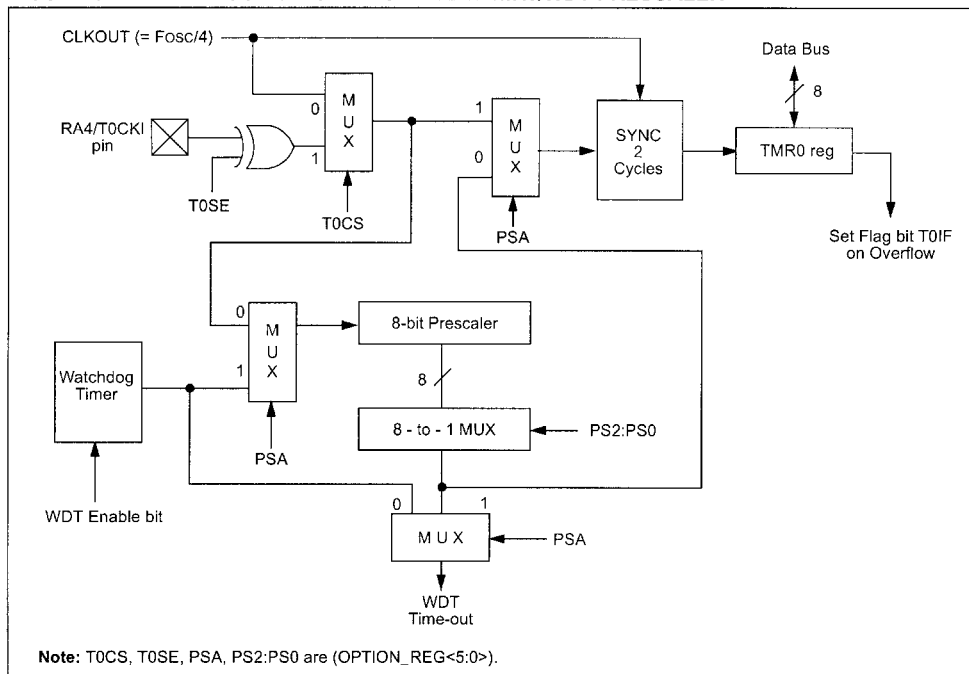 CLKOUT (= FOSC/4)
Data Bus
8
RA4/T0CKI
pin
T0SE
0
1
M
U
X
T0CS
1
0
M
U
X
PSA
SYNC
2
Cycles
TMR0 reg
Set Flag bit T0IF
on Overflow
0
1
M
U
X
PSA
8-bit Prescaler
8
8 - to - 1 MUX
PS2:PS0
Watchdog
Timer
WDT Enable bit
0
1
M U X
PSA
WDT
Time-out
Note: T0CS, T0SE, PSA, PS2:PS0 are (OPTION_REG<5:0>).